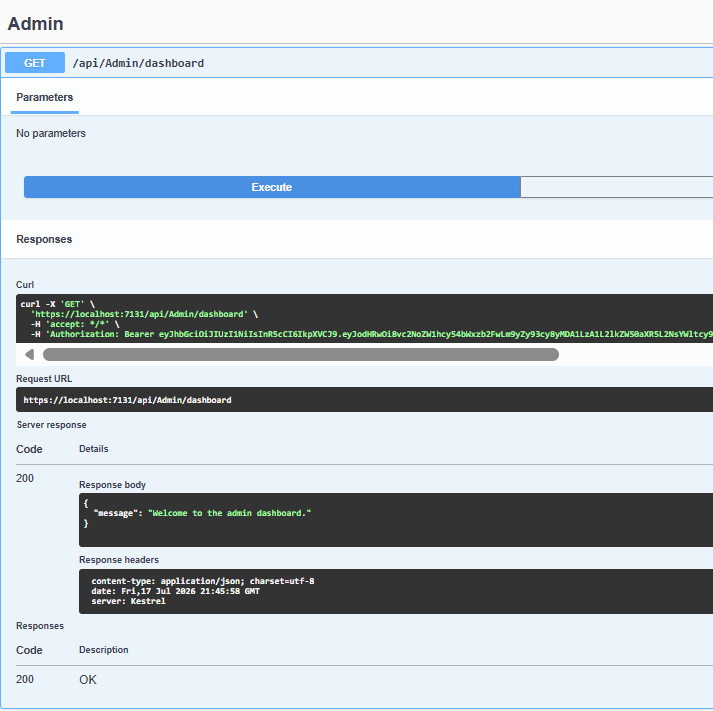 Admin
GET /api/Admin/dashboard
Parameters
No parameters
Execute
Responses
Curl
curl -X 'GET' \
'https://localhost:7131/api/Admin/dashboard' \
-H 'accept: */*' \
-H 'Authorization: Bearer eyJhbGciOiJIUzI1NiIsInR5cCI6IkpXVCJ9.eyJodHRwOi8vc2NoZW1hcy54bWxzb2FwLm9yZy93cy8yMDA1LzA1L2lkZW50aXR5L2NsYWltcy9
Request URL
https://localhost:7131/api/Admin/dashboard
Server response
Code Details
200
Response body
{
"message": "Welcome to the admin dashboard."
}
Response headers
content-type: application/json; charset=utf-8
date: Fri,17 Jul 2026 21:45:58 GMT
server: Kestrel
Responses
Code Description
200 OK